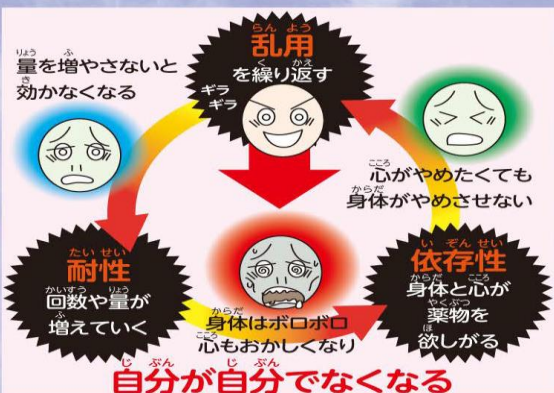 乱用
を繰り返す
ギラ
ギラ
量を増やさないと
効かなくなる
心がやめたくても
身体がやめさせない
耐性
回数や量が
増えていく
身体はボロボロ
心もおかしくなり
依存性
身体と心が
薬物を
欲しがる
自分が自分でなくなる